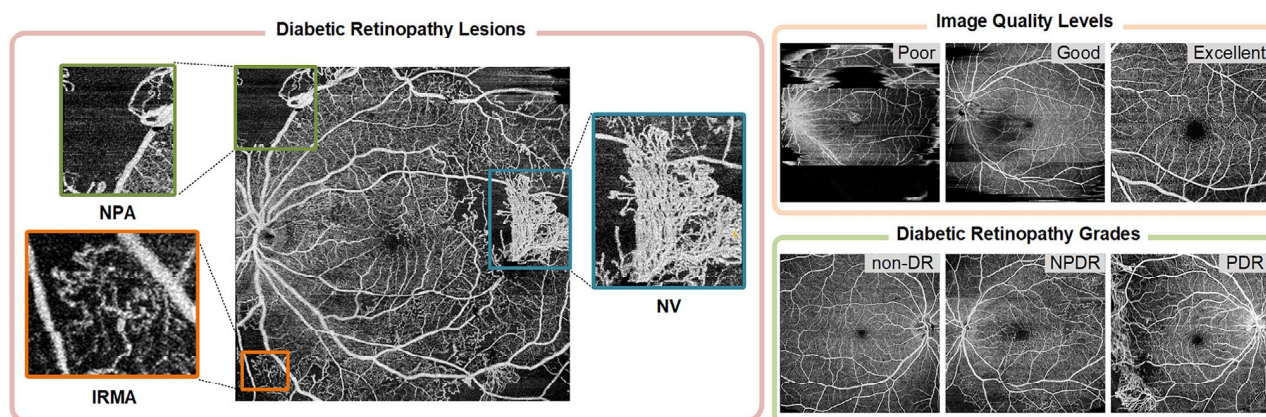 Diabetic Retinopathy Lesions
NPA
IRMA
NV
Image Quality Levels
Poor
Good
Excellent
Diabetic Retinopathy Grades
non-DR
NPDR
PDR